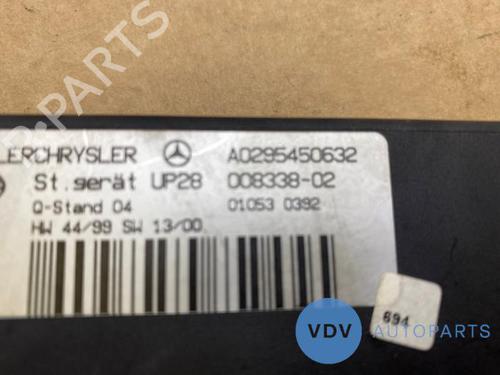 LERCHRYSLER A0295450632
St.gerät UP28 008338-02
Q-Stand 04 01053 0392
HW 44/99 SW 13/00
694
B-PARTS
VDV AUTOPARTS